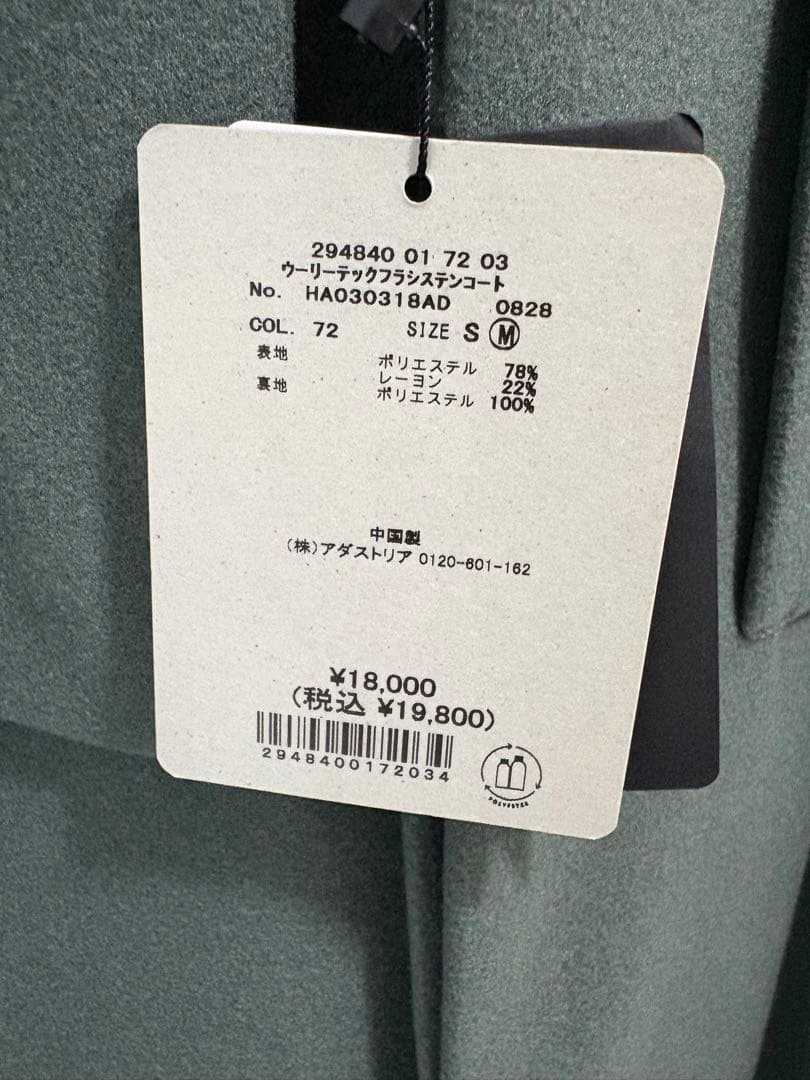 294840 01 72 03
ウーリーテックフラシステンコート
No. HA030318AD 0828
COL. 72 SIZE S M
表地 ポリエステル 78%
レーヨン 22%
裏地 ポリエステル 100%
中国製
(株)アダストリア 0120-601-162
¥18,000
(税込 ¥19,800)
2948400172034
POLYESTER